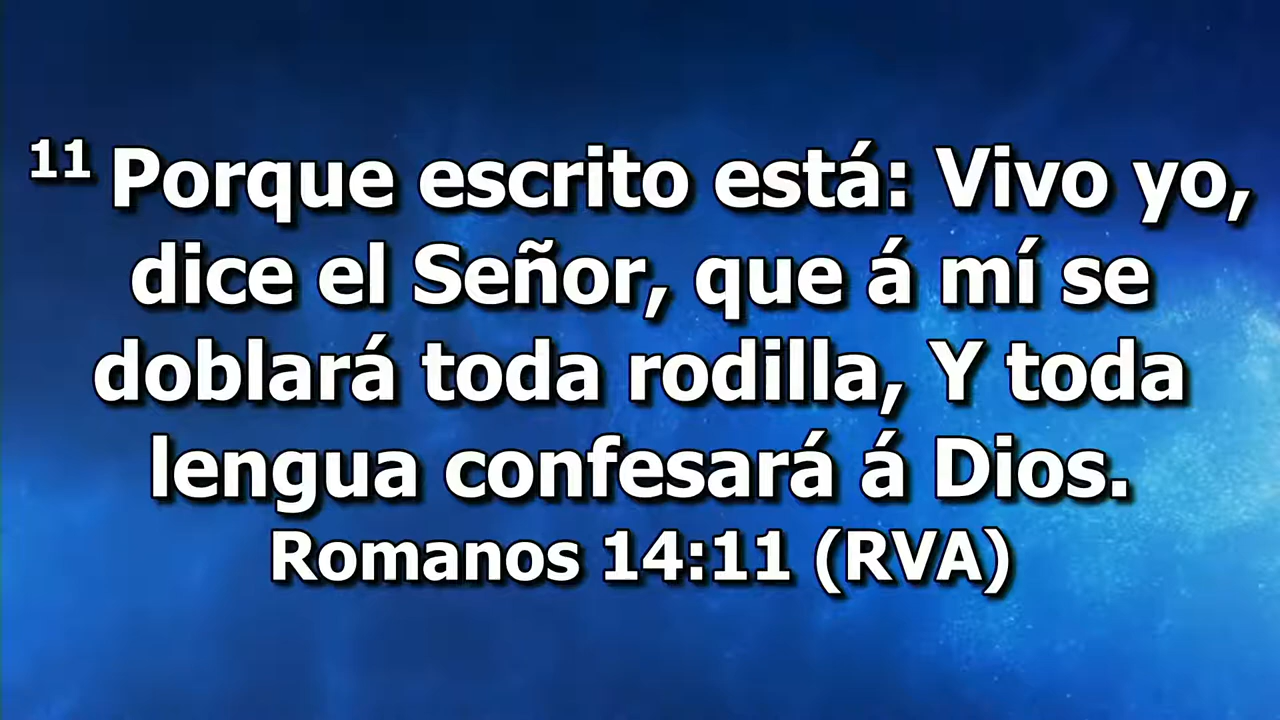 11 Porque escrito está: Vivo yo,
dice el Señor, que á mí se
doblará toda rodilla, Y toda
lengua confesará á Dios.
Romanos 14:11 (RVA)